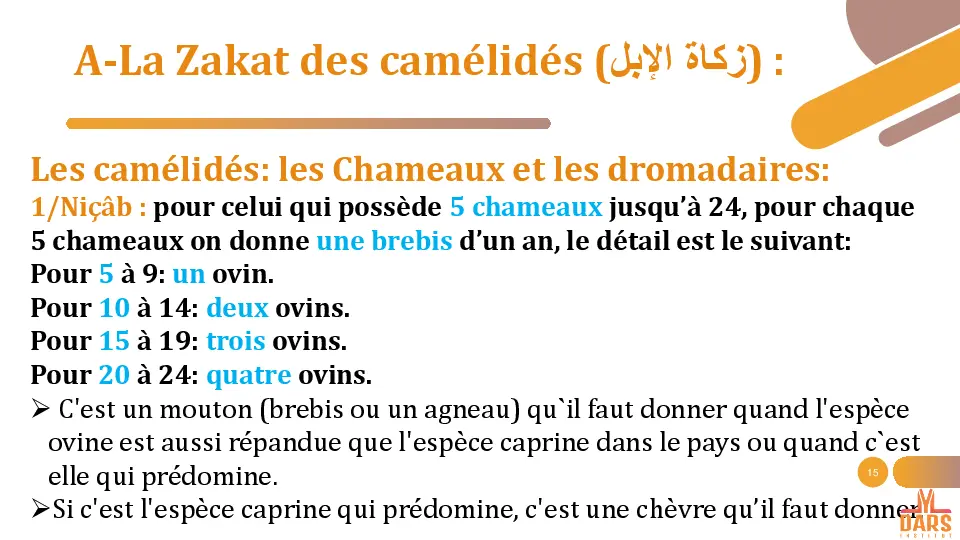 A-La Zakat des camélidés (زكاة الإبل) :
Les camélidés: les Chameaux et les dromadaires:
1/Niçâb : pour celui qui possède 5 chameaux jusqu’à 24, pour chaque
5 chameaux on donne une brebis d’un an, le détail est le suivant:
Pour 5 à 9: un ovin.
Pour 10 à 14: deux ovins.
Pour 15 à 19: trois ovins.
Pour 20 à 24: quatre ovins.
➢ C'est un mouton (brebis ou un agneau) qu`il faut donner quand l'espèce
ovine est aussi répandue que l'espèce caprine dans le pays ou quand c`est
elle qui prédomine.
15
➢Si c'est l'espèce caprine qui prédomine, c'est une chèvre qu’il faut donner
DARS
INSTITUT